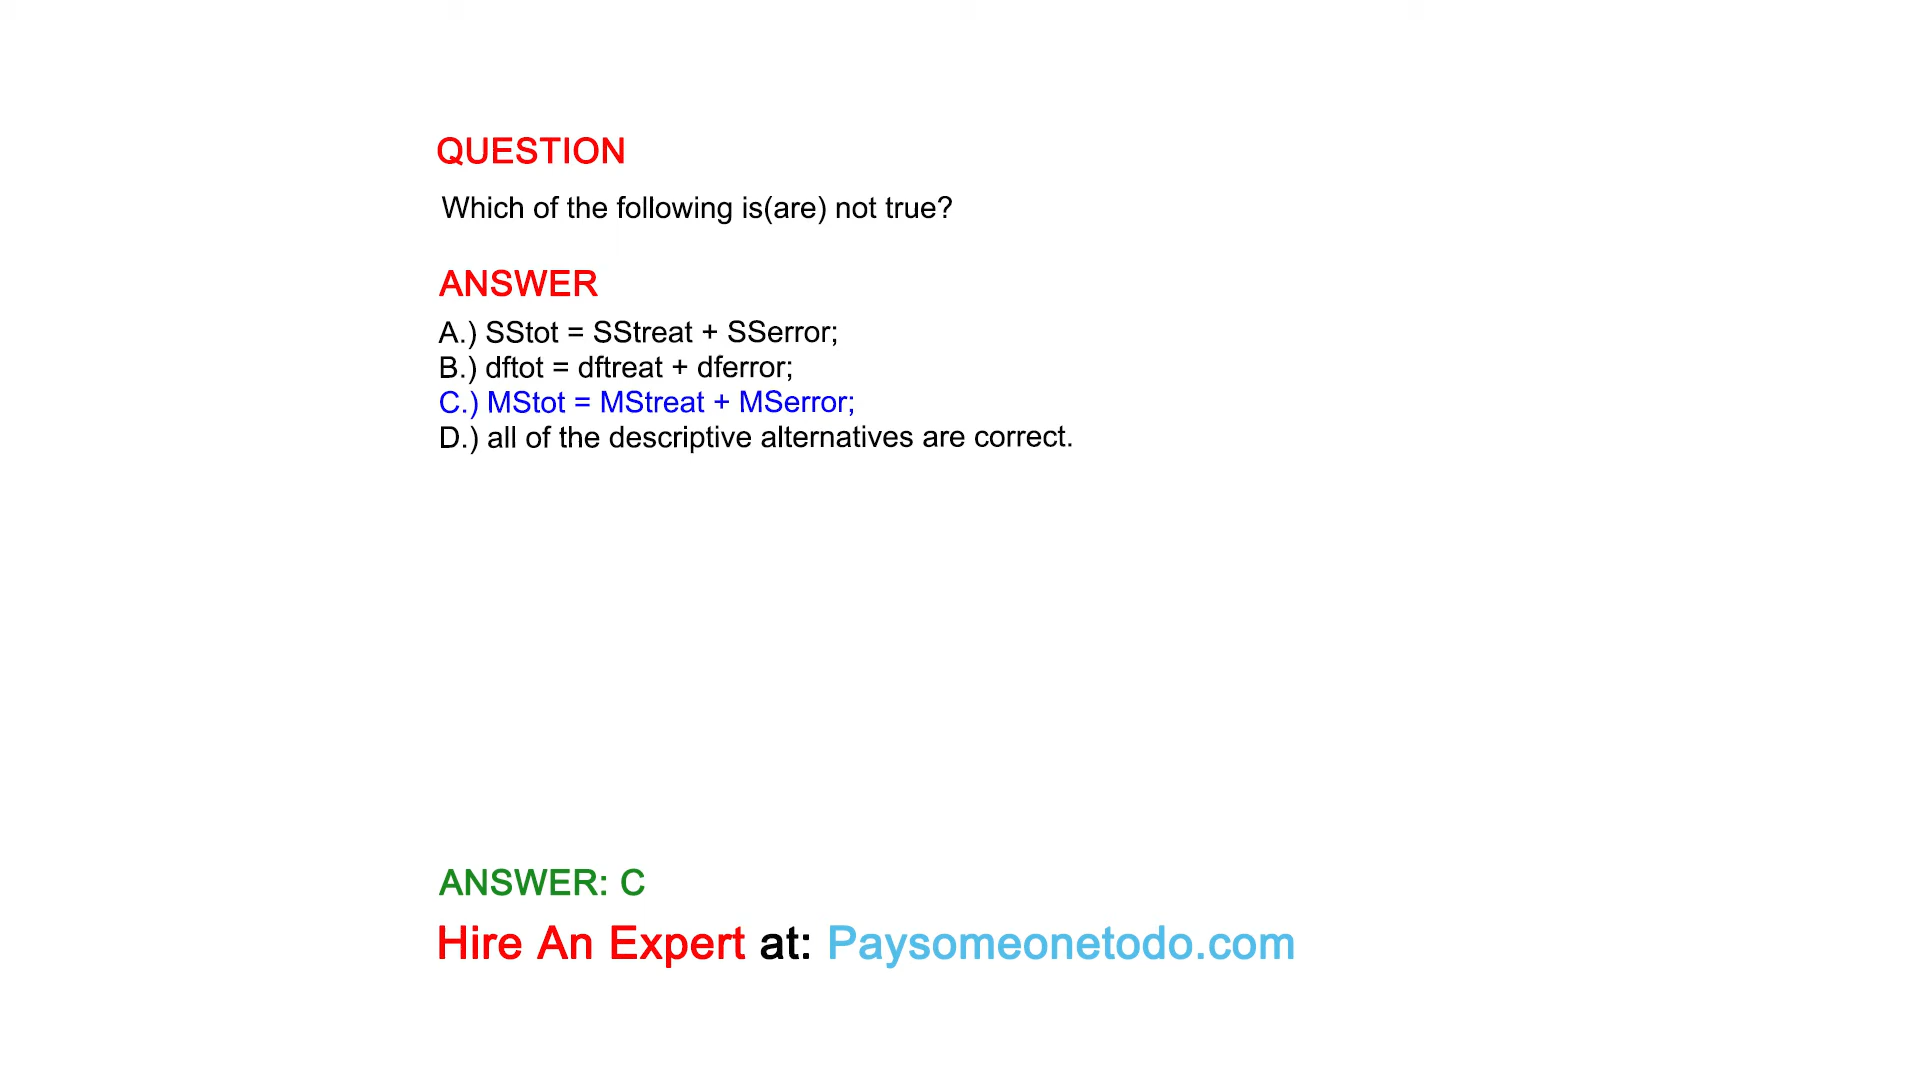 QUESTION
Which of the following is(are) not true?
ANSWER
A.) SStot = SStreat + SSerror;
B.) dftot = dftreat + dferror;
C.) MStot = MStreat + MSerror;
D.) all of the descriptive alternatives are correct.
ANSWER: C
Hire An Expert at: Paysomeonetodo.com